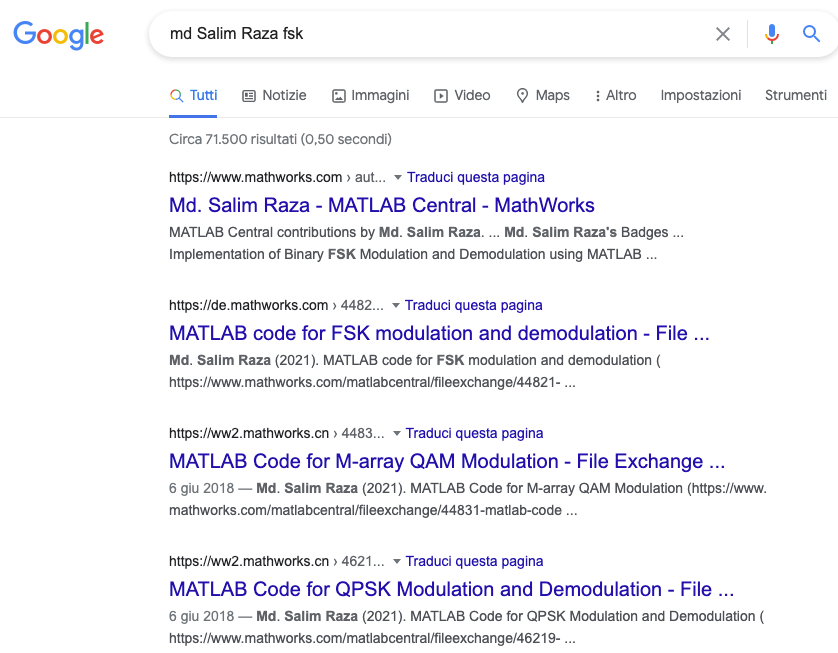 Google
md Salim Raza fsk
Tutti Notizie Immagini Video Maps Altro Impostazioni Strumenti
Circa 71.500 risultati (0,50 secondi)
https://www.mathworks.com › aut... Traduci questa pagina
Md. Salim Raza - MATLAB Central - MathWorks
MATLAB Central contributions by Md. Salim Raza. ... Md. Salim Raza's Badges ...
Implementation of Binary FSK Modulation and Demodulation using MATLAB ...
https://de.mathworks.com › 4482... Traduci questa pagina
MATLAB code for FSK modulation and demodulation - File ...
Md. Salim Raza (2021). MATLAB code for FSK modulation and demodulation (
https://www.mathworks.com/matlabcentral/fileexchange/44821- ...
https://ww2.mathworks.cn › 4483... Traduci questa pagina
MATLAB Code for M-array QAM Modulation - File Exchange ...
6 giu 2018 — Md. Salim Raza (2021). MATLAB Code for M-array QAM Modulation (https://www.
mathworks.com/matlabcentral/fileexchange/44831-matlab-code ...
https://ww2.mathworks.cn › 4621... Traduci questa pagina
MATLAB Code for QPSK Modulation and Demodulation - File ...
6 giu 2018 — Md. Salim Raza (2021). MATLAB Code for QPSK Modulation and Demodulation (
https://www.mathworks.com/matlabcentral/fileexchange/46219- ...